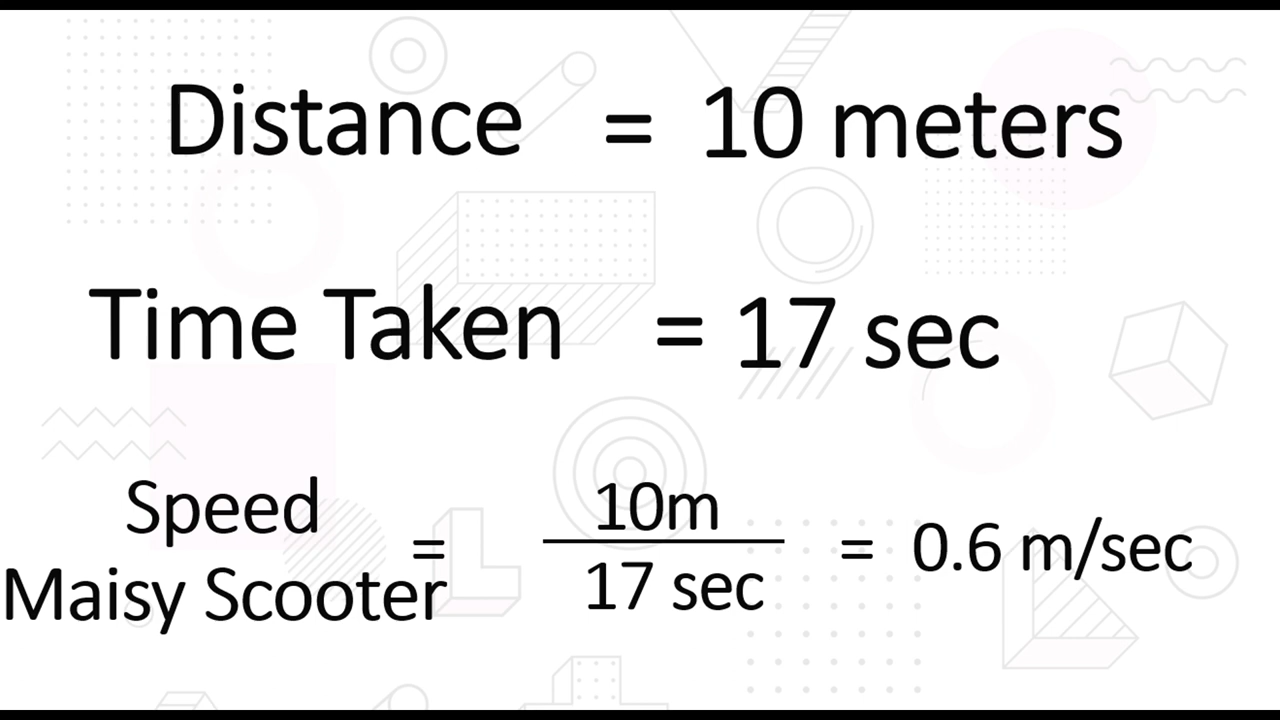 Distance = 10 meters
Time Taken = 17 sec
Speed
Maisy Scooter
=
10m
17 sec
= 0.6 m/sec